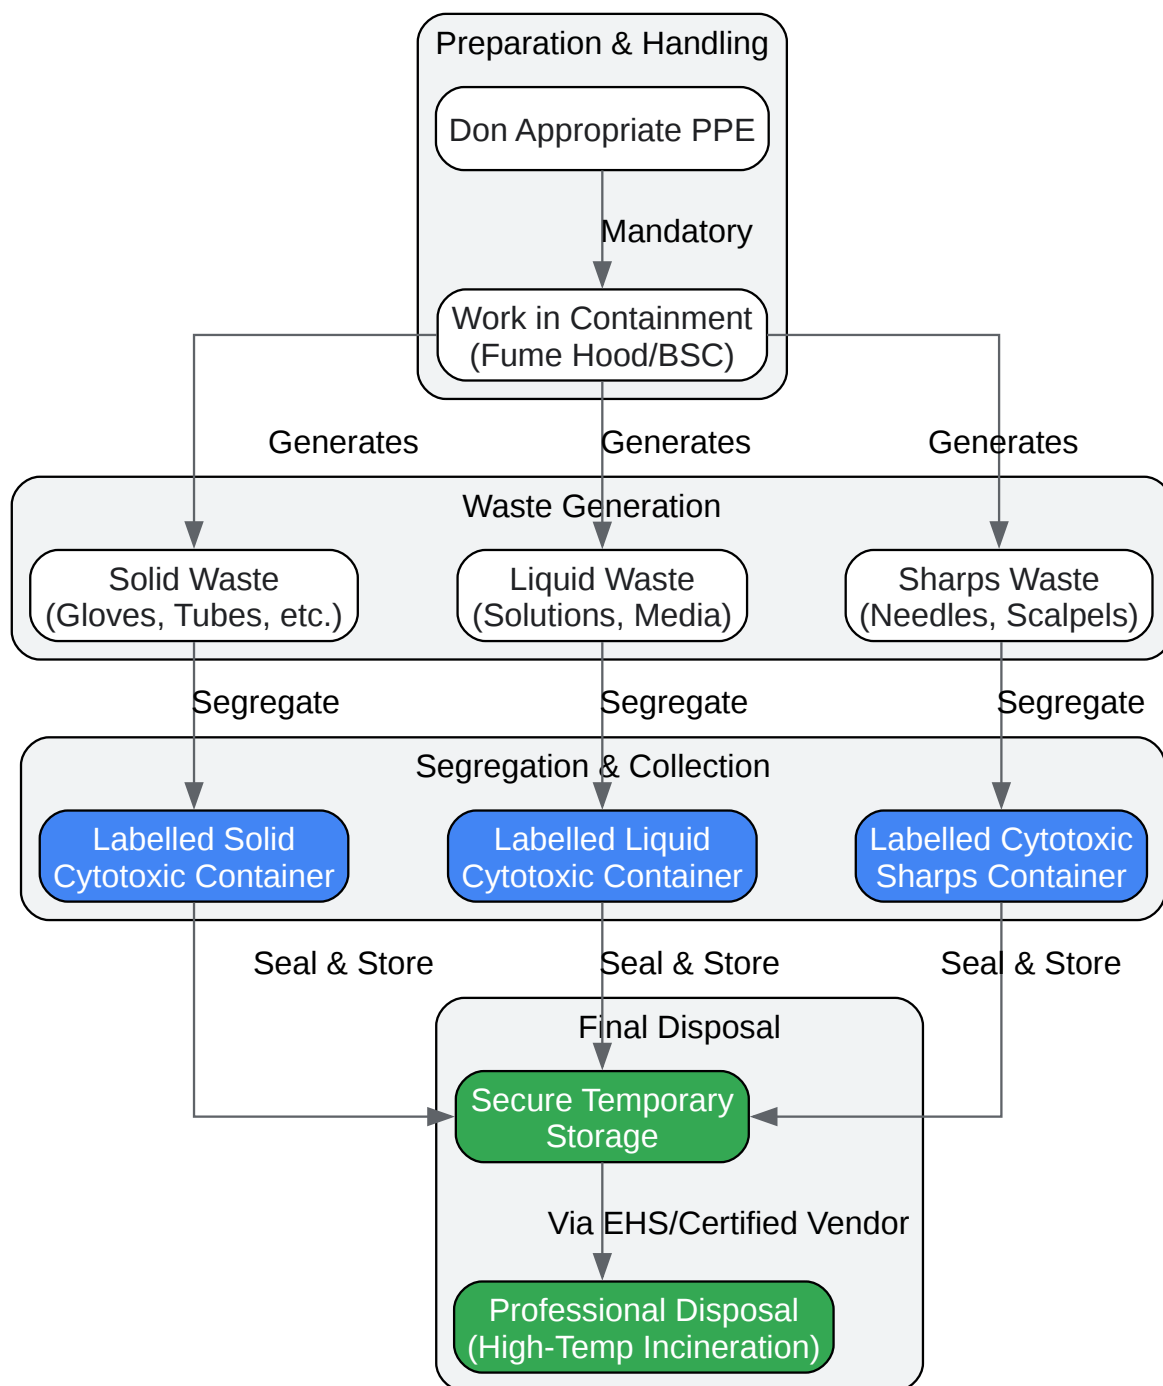 Preparation & Handling
Don Appropriate PPE
Mandatory
Work in Containment
(Fume Hood/BSC)
Generates
Generates
Generates
Waste Generation
Solid Waste
(Gloves, Tubes, etc.)
Liquid Waste
(Solutions, Media)
Sharps Waste
(Needles, Scalpels)
Segregate
Segregate
Segregate
Segregation & Collection
Labelled Solid
Cytotoxic Container
Labelled Liquid
Cytotoxic Container
Labelled Cytotoxic
Sharps Container
Seal & Store
Seal & Store
Seal & Store
Final Disposal
Secure Temporary
Storage
Via EHS/Certified Vendor
Professional Disposal
(High-Temp Incineration)